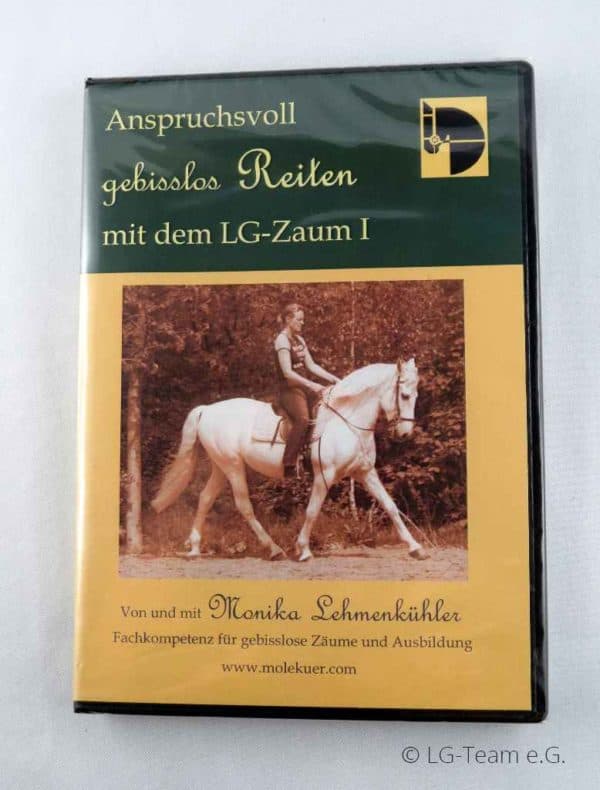 Anspruchsvoll
gebisslos Reiten
mit dem LG-Zaum I
Von und mit Monika Lehmenkühler
Fachkompetenz für gebisslose Zäume und Ausbildung
www.molekuer.com
© LG-Team e.G.